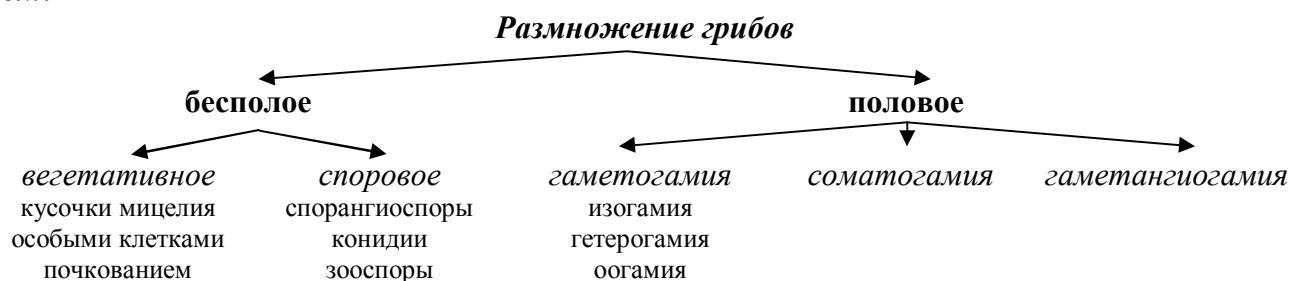 Размножение грибов
бесполое половое
вегетативное споровое гаметогамия соматогамия гаметангиогамия
кусочки мицелия спорангиоспоры изогамия
особыми клетками конидии гетерогамия
почкованием зооспоры оогамия